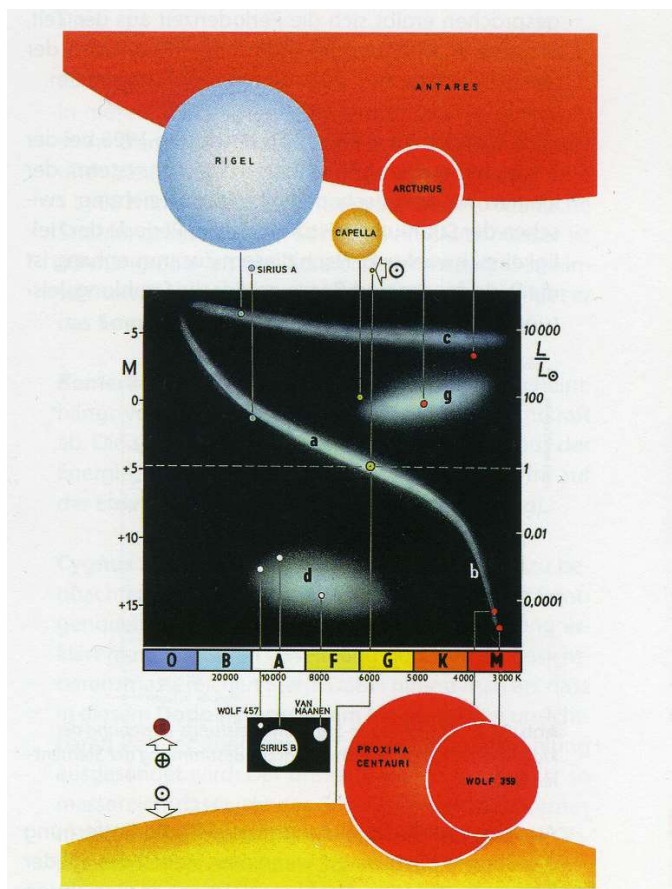 ANTARES
RIGEL
ARCTURUS
CAPELLA
SIRIUS A
M
-5
0
+5
+10
+15
c
g
a
b
d
10 000
L
L☉
100
1
0,01
0,0001
O B A F G K M
20000 10000 8000 6000 5000 4000 3000 K
WOLF 457
VAN
MAANEN
SIRIUS B
PROXIMA
CENTAURI
WOLF 359